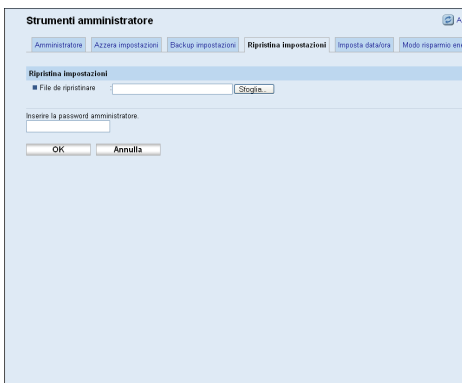 Strumenti amministratore
A
Amministratore Azzera impostazioni Backup impostazioni Ripristina impostazioni Imposta data/ora Modo risparmio en
Ripristina impostazioni
File de ripristinare : Sfoglia...
Inserire la password amministratore.
OK Annulla